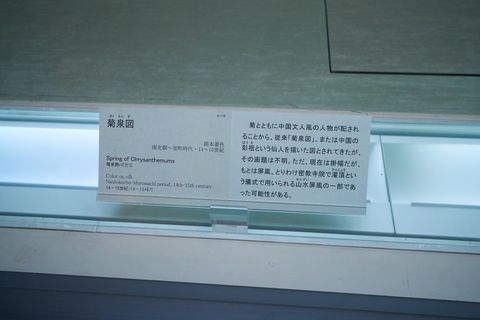 きくせんず
菊泉図
絹本著色
南北朝～室町時代・14～15世紀
Spring of Chrysanthemums
Color on silk
Nanbokucho-Muromachi period, 14th-15th century
菊とともに中国文人風の人物が配され
ることから、従来「菊泉図」、または中国の
彭祖という仙人を描いた図とされてきたが、
その画題は不明。ただ、現在は掛幅だが、
もとは屏風、とりわけ密教寺院で灌頂とい
う儀式で用いられる山水屏風の一部であ
った可能性がある。